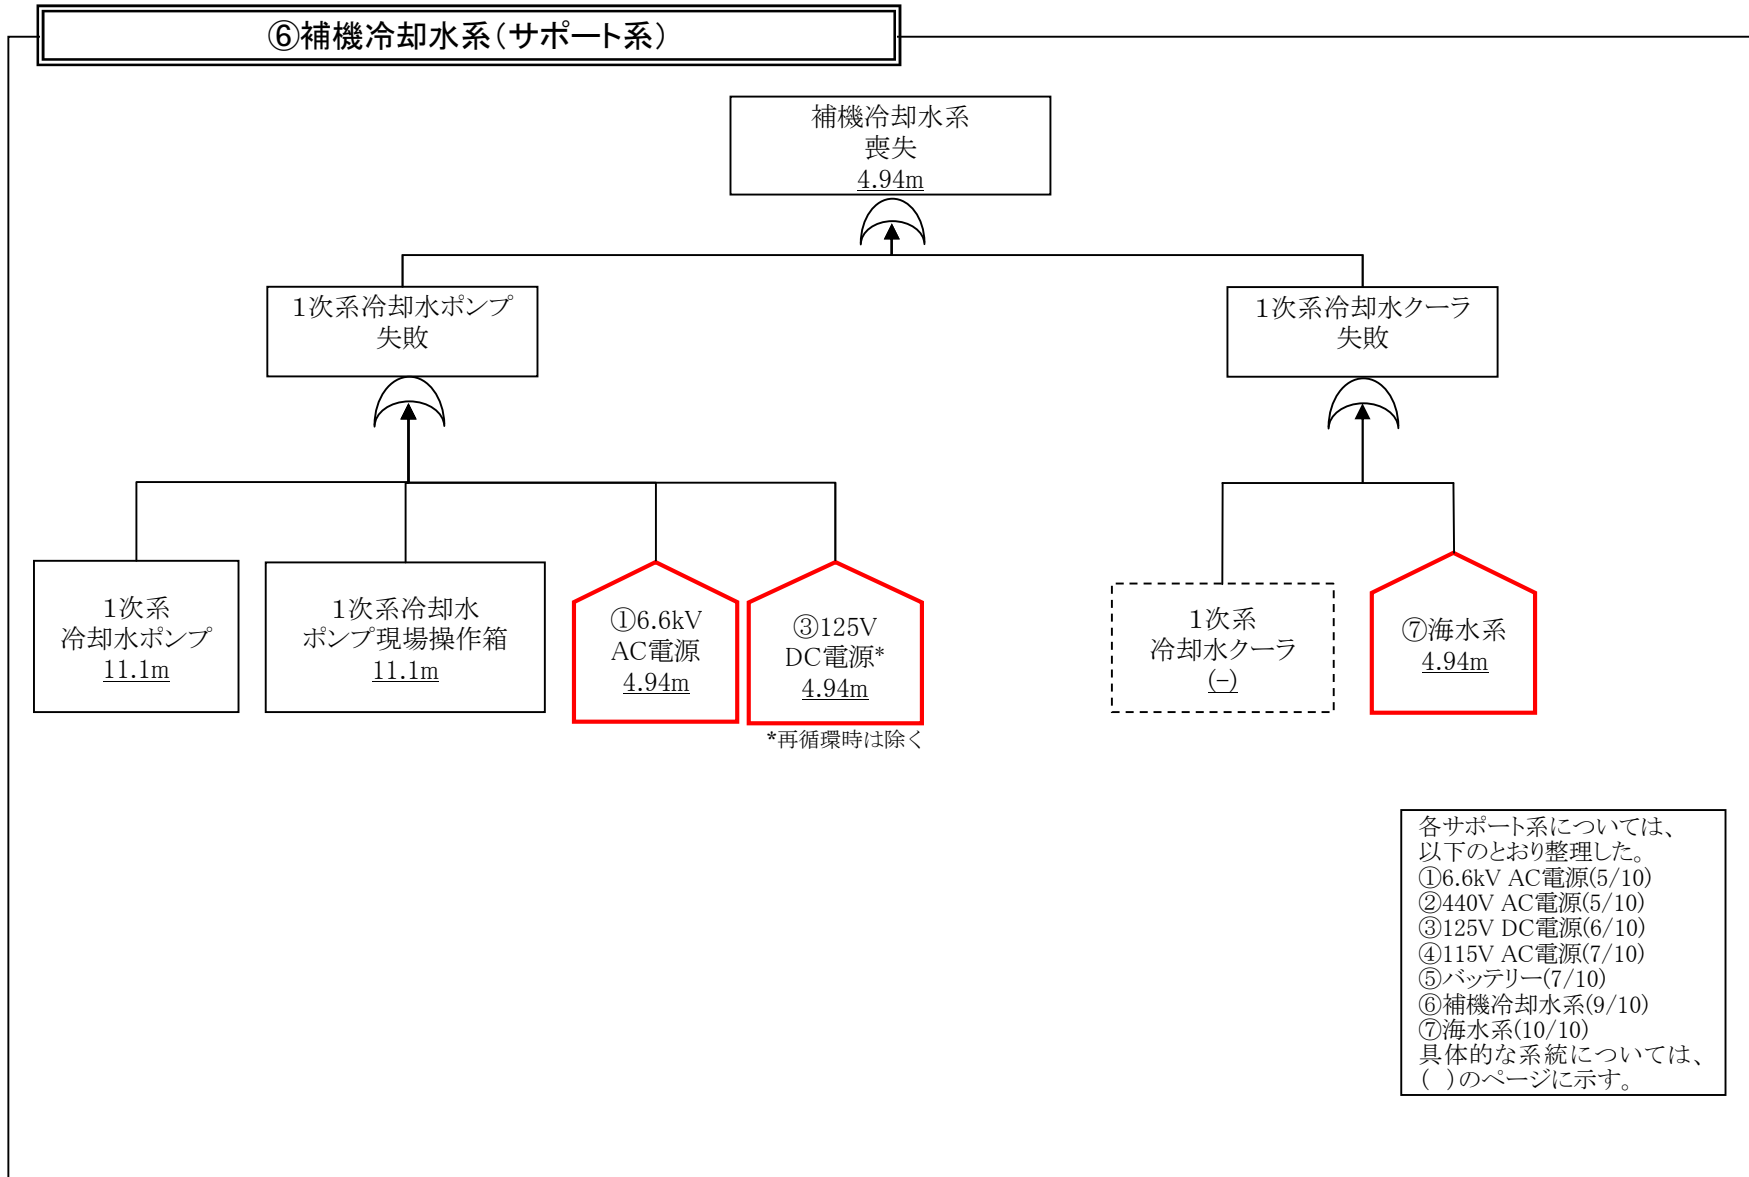 ⑥補機冷却水系（サポート系）
補機冷却水系
喪失
4.94m
1次系冷却水ポンプ
失敗
1次系冷却水クーラ
失敗
1次系
冷却水ポンプ
11.1m
1次系冷却水
ポンプ現場操作箱
11.1m
①6.6kV
AC電源
4.94m
③125V
DC電源*
4.94m
*再循環時は除く
1次系
冷却水クーラ
(-)
⑦海水系
4.94m
各サポート系については、
以下のとおり整理した。
①6.6kV AC電源(5/10)
②440V AC電源(5/10)
③125V DC電源(6/10)
④115V AC電源(7/10)
⑤バッテリー(7/10)
⑥補機冷却水系(9/10)
⑦海水系(10/10)
具体的な系統については、
( )のページに示す。